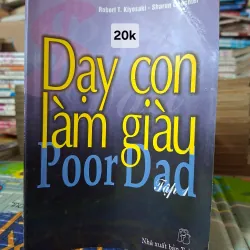 Robert T. Kiyosaki - Sharon
20k
Dạy con
làm giàu
Poor Dad
Tập 1
Nhà xuất bản